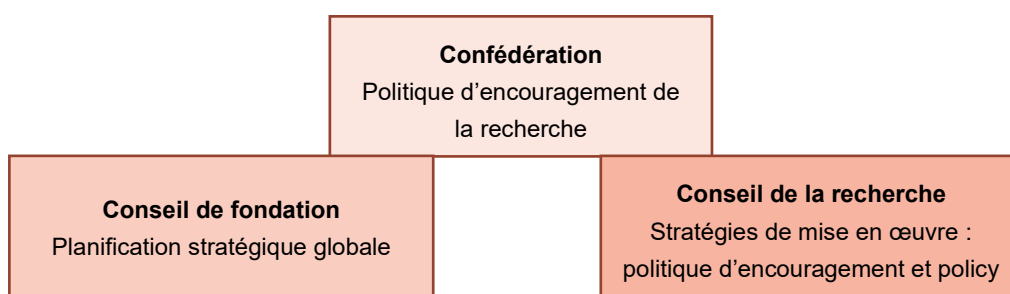 Confédération
Politique d'encouragement de
la recherche
Conseil de fondation
Planification stratégique globale
Conseil de la recherche
Stratégies de mise en œuvre :
politique d'encouragement et policy